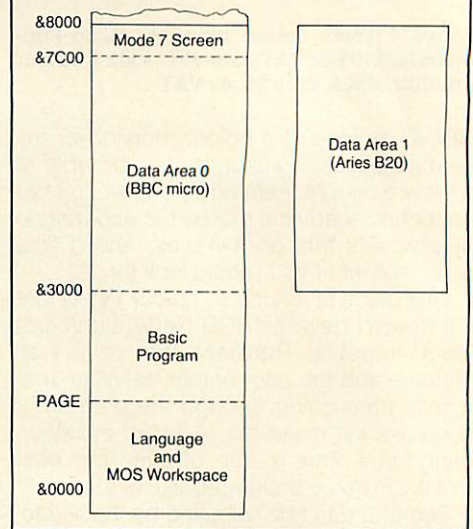 &8000
Mode 7 Screen
&7C00
Data Area 0
(BBC micro)
Data Area 1
(Aries B20)
&3000
Basic
Program
PAGE
Language
and
MOS Workspace
&0000